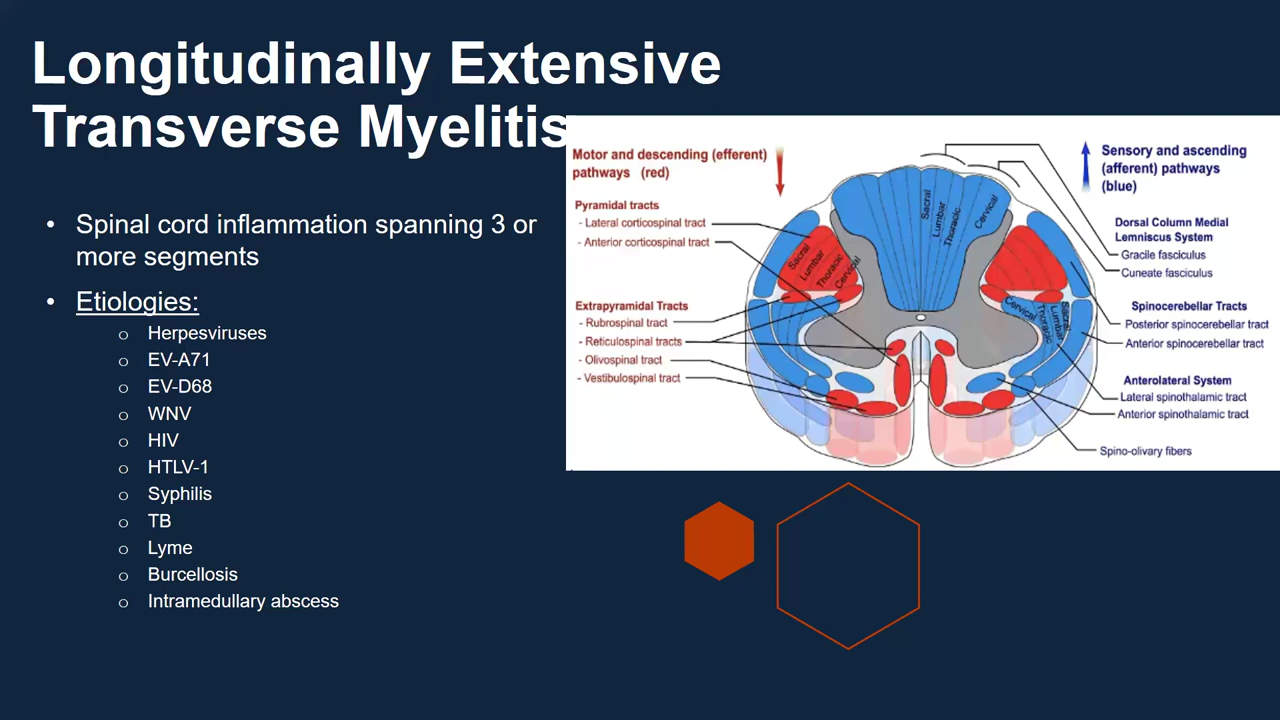 Longitudinally Extensive
Transverse Myelitis
• Spinal cord inflammation spanning 3 or
more segments
• Etiologies:
o Herpesviruses
o EV-A71
o EV-D68
o WNV
o HIV
o HTLV-1
o Syphilis
o TB
o Lyme
o Burcellosis
o Intramedullary abscess
Motor and descending (efferent)
pathways (red)
Pyramidal tracts
- Lateral corticospinal tract
- Anterior corticospinal tract
Extrapyramidal Tracts
- Rubrospinal tract
- Reticulospinal tracts
- Olivospinal tract
- Vestibulospinal tract
Sacral
Lumbar
Thoracic
Cervical
Sacral
Lumbar
Thoracic
Cervical
Cervical
Thoracic
Lumbar
Sacral
Sensory and ascending
(afferent) pathways
(blue)
Dorsal Column Medial
Lemniscus System
Gracile fasciculus
Cuneate fasciculus
Spinocerebellar Tracts
Posterior spinocerebellar tract
Anterior spinocerebellar tract
Anterolateral System
Lateral spinothalamic tract
Anterior spinothalamic tract
Spino-olivary fibers